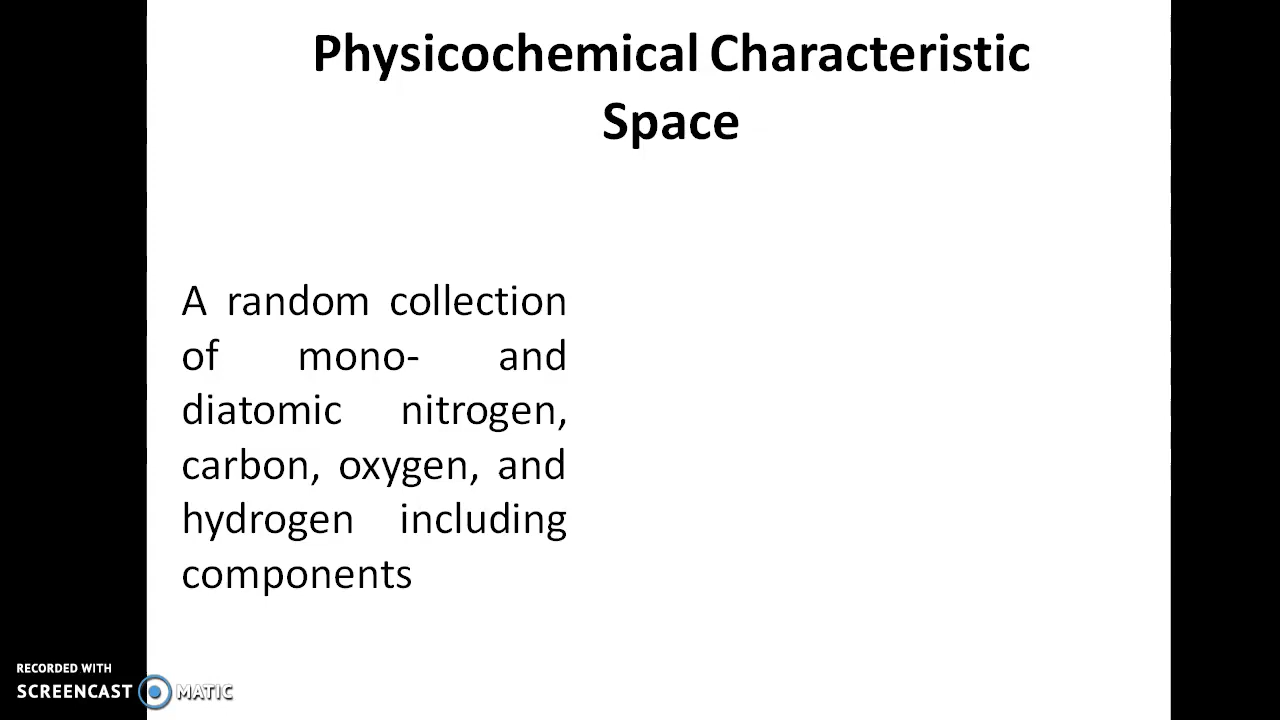 Physicochemical Characteristic
Space
A random collection
of mono- and
diatomic nitrogen,
carbon, oxygen, and
hydrogen including
components
RECORDED WITH
SCREENCAST MATIC